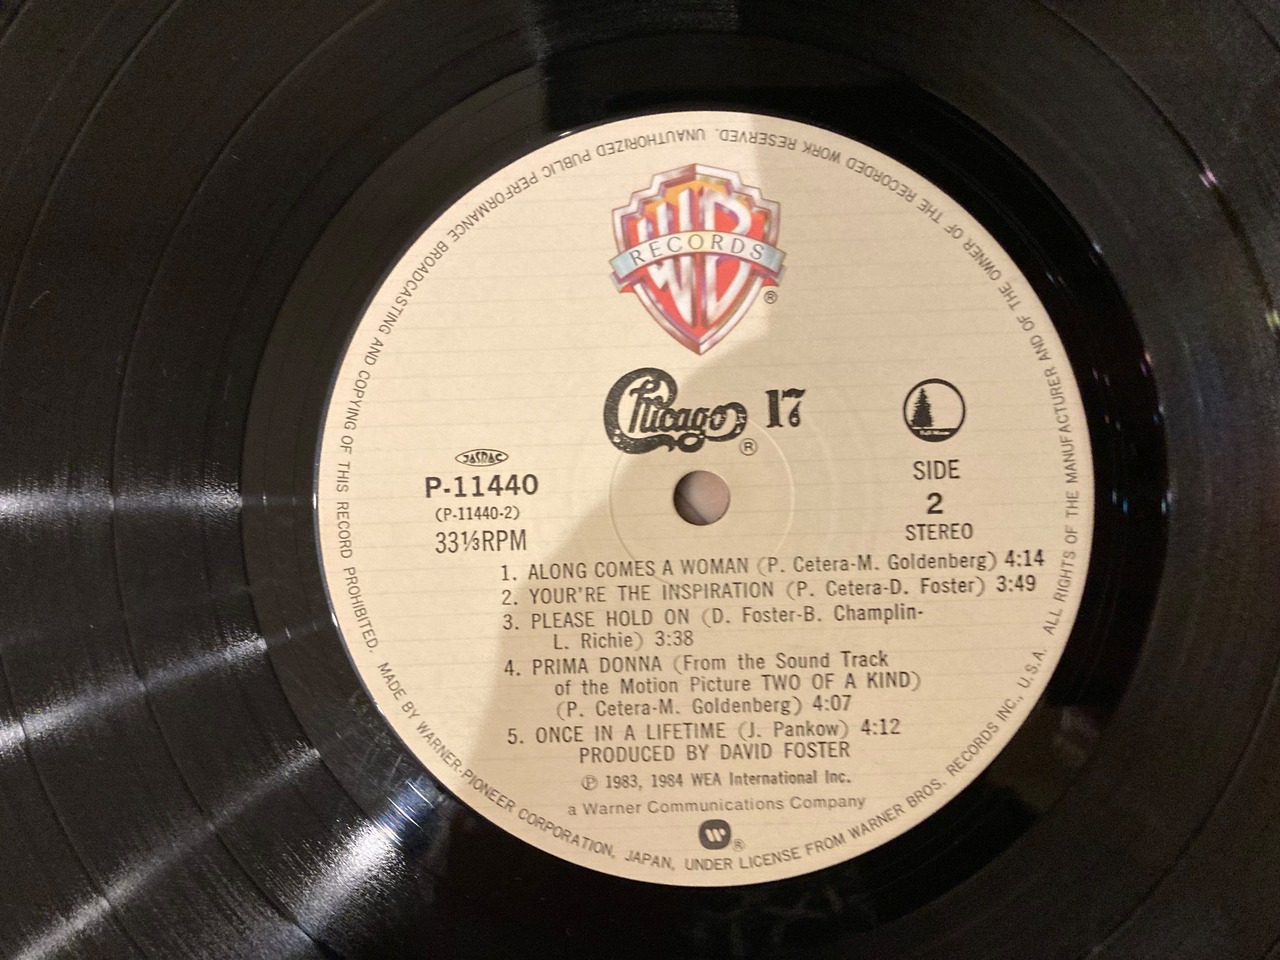 WB
RECORDS
®
Chicago 17
®
JASRAC
P-11440
(P-11440-2)
33⅓RPM
SIDE
2
STEREO
1. ALONG COMES A WOMAN (P. Cetera-M. Goldenberg) 4:14
2. YOUR'RE THE INSPIRATION (P. Cetera-D. Foster) 3:49
3. PLEASE HOLD ON (D. Foster-B. Champlin-
L. Richie) 3:38
4. PRIMA DONNA (From the Sound Track
of the Motion Picture TWO OF A KIND)
(P. Cetera-M. Goldenberg) 4:07
5. ONCE IN A LIFETIME (J. Pankow) 4:12
PRODUCED BY DAVID FOSTER
℗ 1983, 1984 WEA International Inc.
a Warner Communications Company
W®
MADE BY WARNER-PIONEER CORPORATION, JAPAN, UNDER LICENSE FROM WARNER BROS. RECORDS INC., U.S.A. ALL RIGHTS OF THE MANUFACTURER AND OF THE OWNER OF THE RECORDED WORK RESERVED. UNAUTHORIZED PUBLIC PERFORMANCE BROADCASTING AND COPYING OF THIS RECORD PROHIBITED.